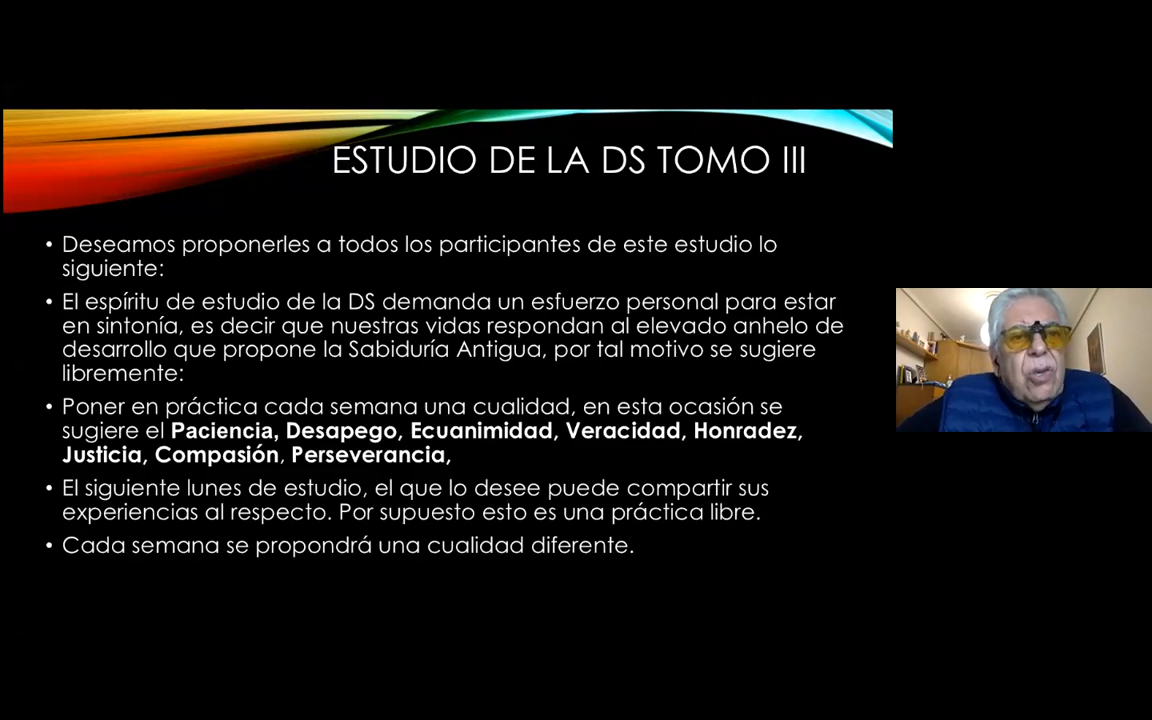 ESTUDIO DE LA DS TOMO III
• Deseamos proponerles a todos los participantes de este estudio lo
siguiente:
• El espíritu de estudio de la DS demanda un esfuerzo personal para estar
en sintonía, es decir que nuestras vidas respondan al elevado anhelo de
desarrollo que propone la Sabiduría Antigua, por tal motivo se sugiere
libremente:
• Poner en práctica cada semana una cualidad, en esta ocasión se
sugiere el Paciencia, Desapego, Ecuanimidad, Veracidad, Honradez,
Justicia, Compasión, Perseverancia,
• El siguiente lunes de estudio, el que lo desee puede compartir sus
experiencias al respecto. Por supuesto esto es una práctica libre.
• Cada semana se propondrá una cualidad diferente.